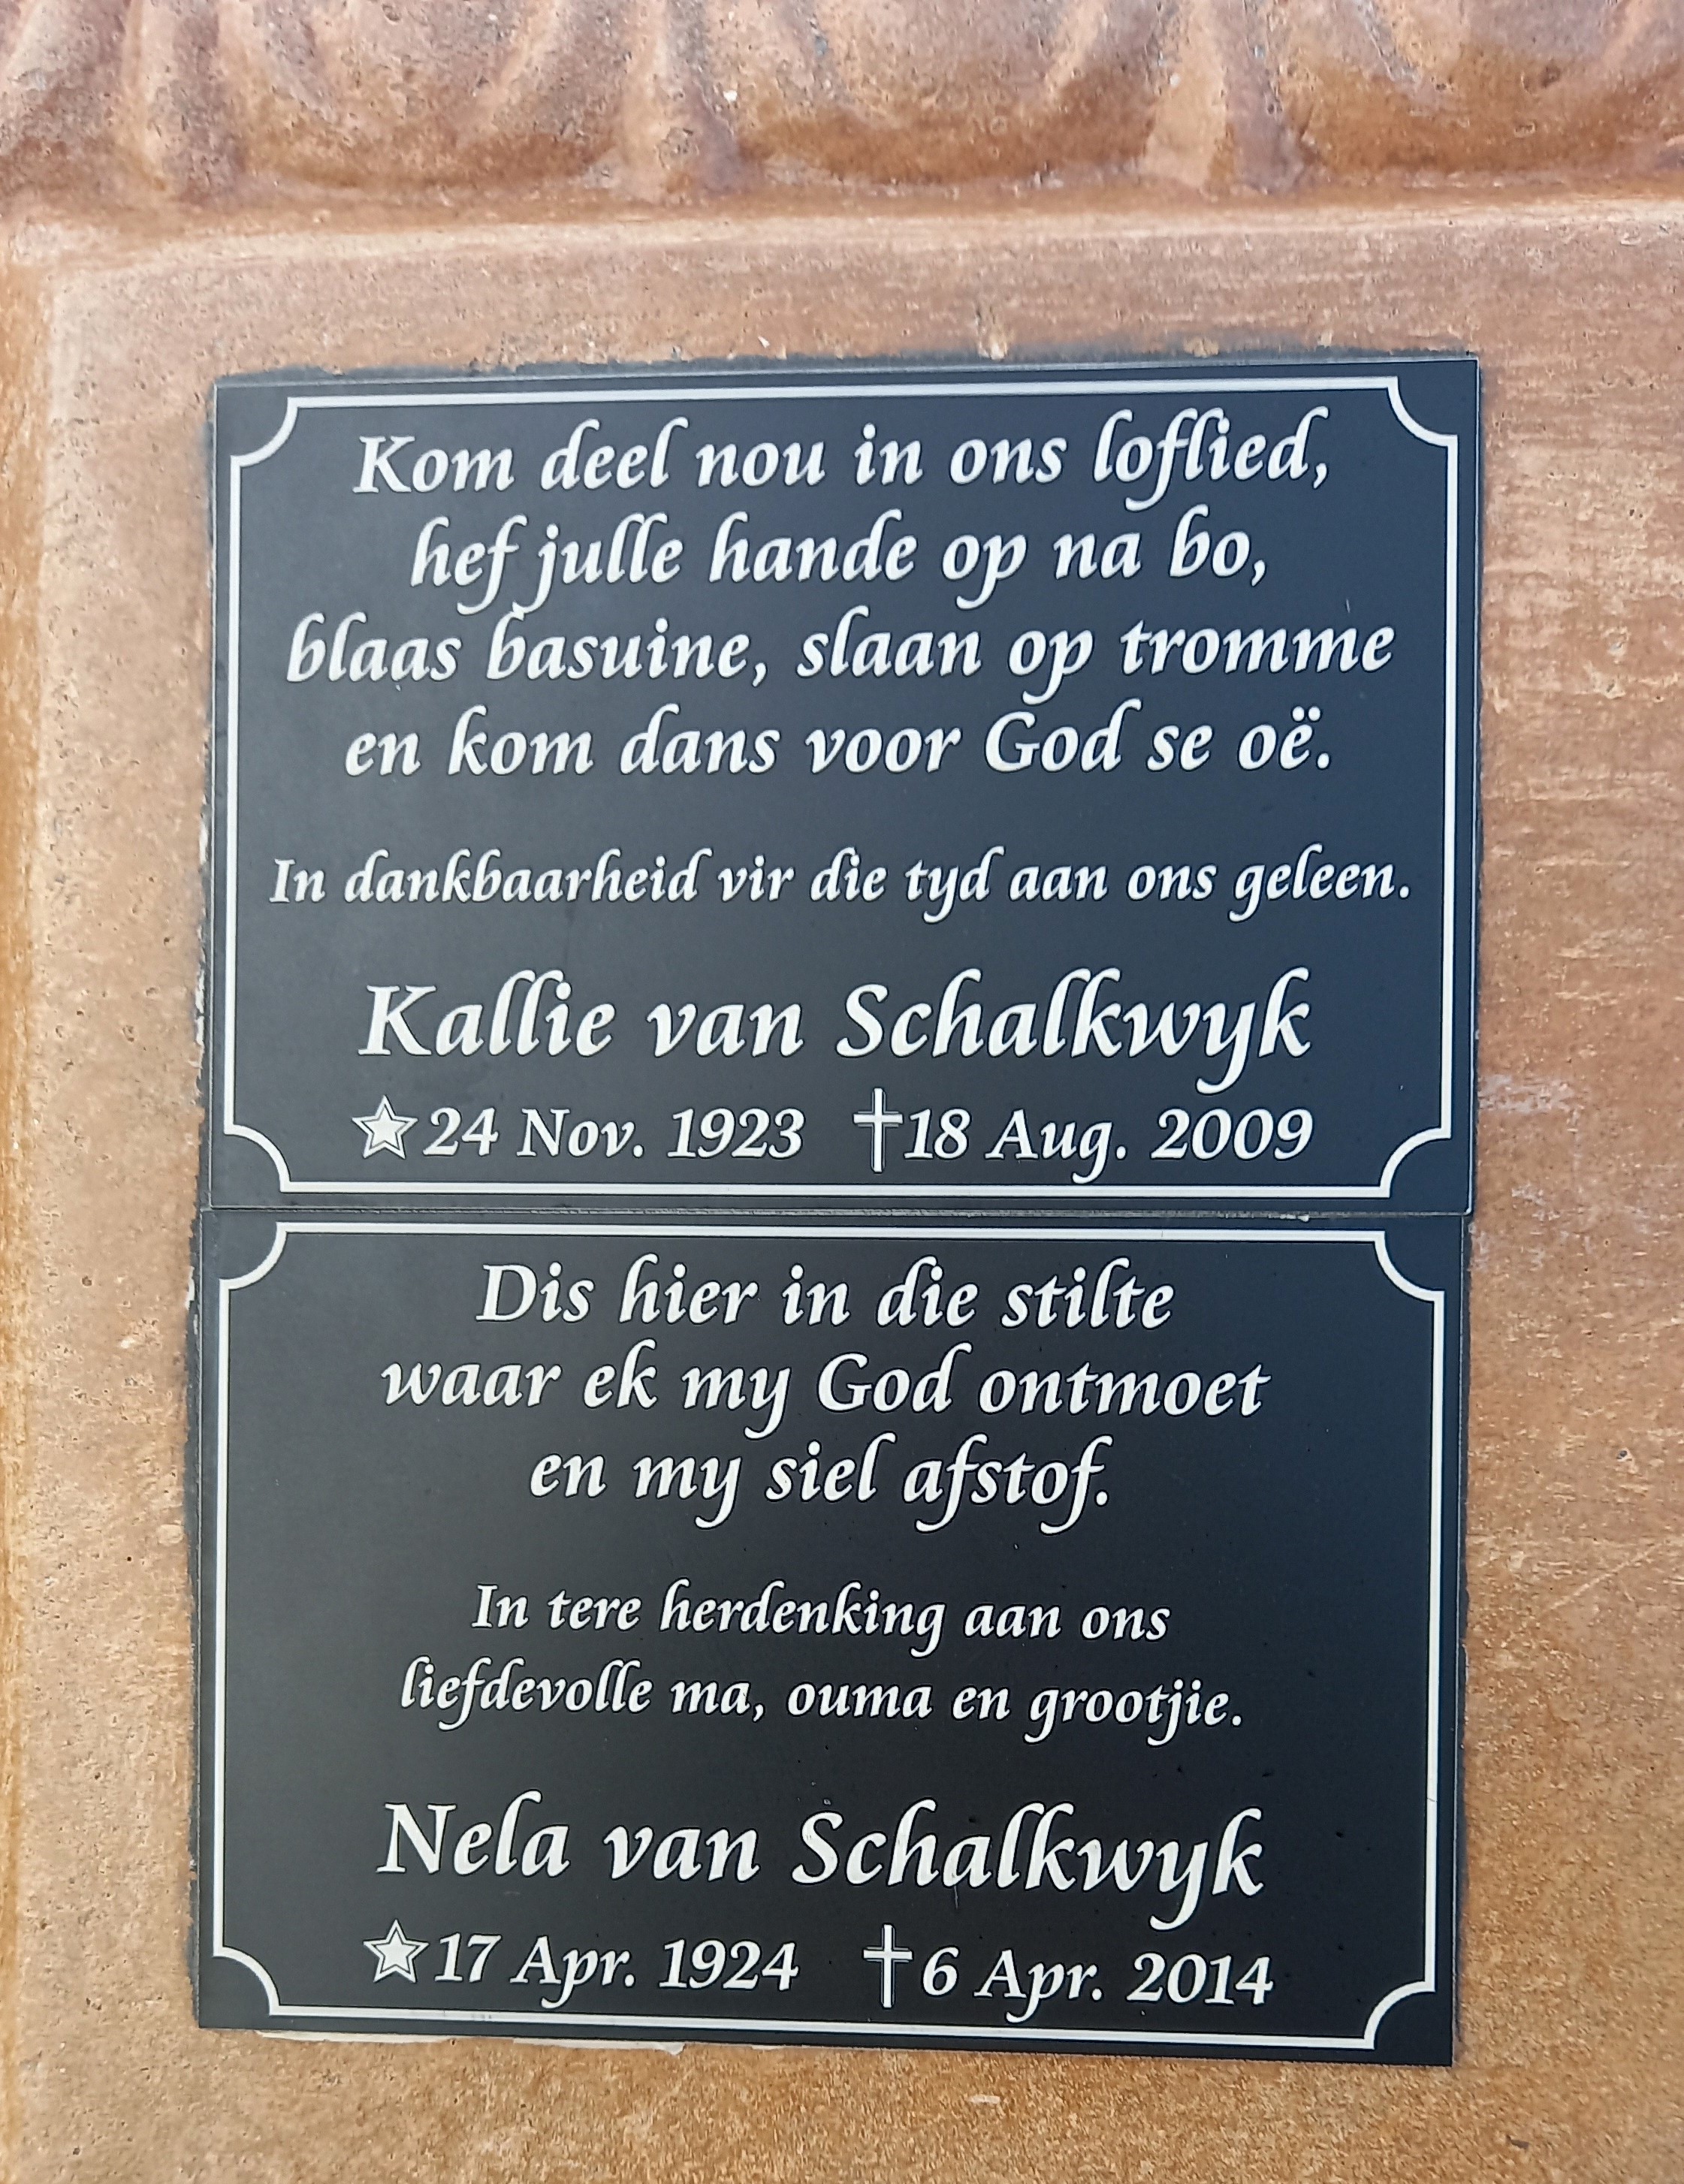 Kom deel nou in ons loflied,
hef julle hande op na bo,
blaas basuine, slaan op tromme
en kom dans voor God se oë.
In dankbaarheid vir die tyd aan ons geleen.
Kallie van Schalkwyk
☆24 Nov. 1923 †18 Aug. 2009
Dis hier in die stilte
waar ek my God ontmoet
en my siel afstof.
In tere herdenking aan ons
liefdevolle ma, ouma en grootjie.
Nela van Schalkwyk
☆17 Apr. 1924 †6 Apr. 2014